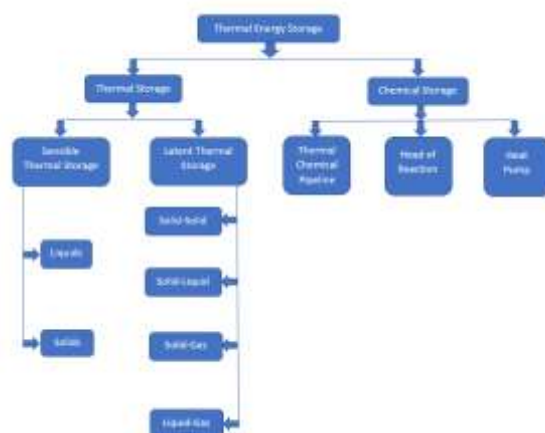 Thermal Energy Storage
Thermal Storage
Chemical Storage
Sensible
Thermal Storage
Latent Thermal
Storage
Thermal
Chemical
Pipeline
Head of
Reaction
Heat
Pump
Solid-Solid
Liquids
Solid-Liquid
Solids
Solid-Gas
Liquid-Gas